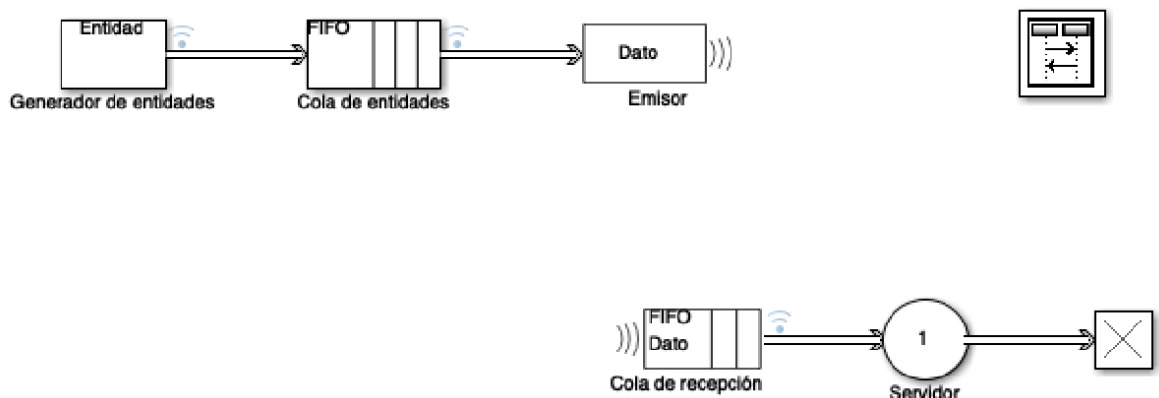 Entidad
Generador de entidades
FIFO
Cola de entidades
Dato
Emisor
FIFO
Dato
Cola de recepción
1
Servidor